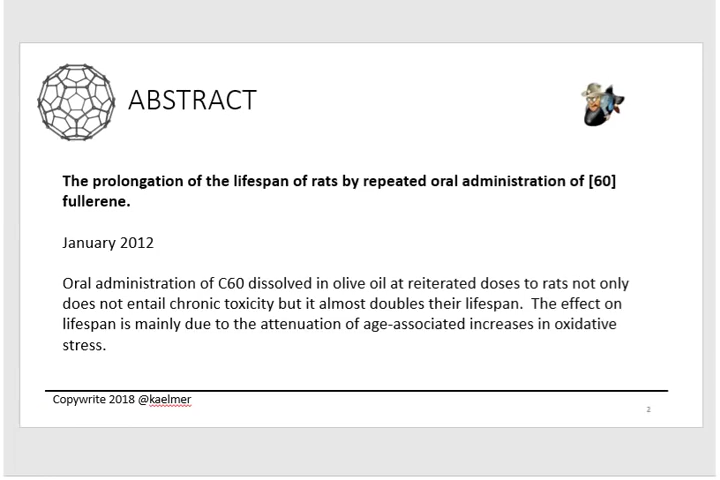 ABSTRACT
The prolongation of the lifespan of rats by repeated oral administration of [60]
fullerene.
January 2012
Oral administration of C60 dissolved in olive oil at reiterated doses to rats not only
does not entail chronic toxicity but it almost doubles their lifespan.  The effect on
lifespan is mainly due to the attenuation of age-associated increases in oxidative
stress.
Copywrite 2018 @kaelmer
2